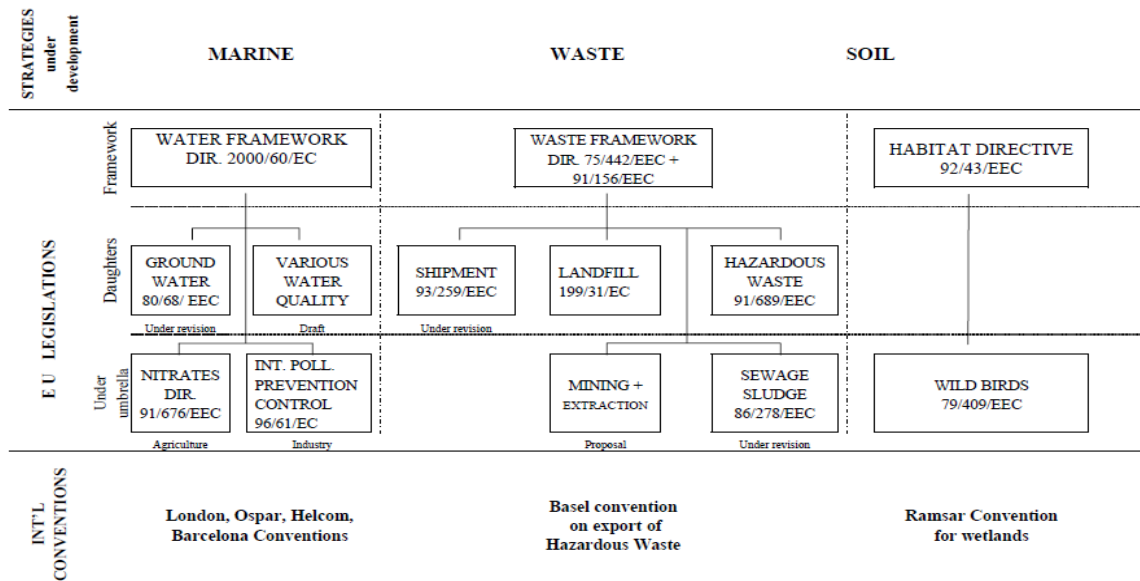 STRATEGIES
under
development
MARINE
WASTE
SOIL
E U LEGISLATIONS
Framework
WATER FRAMEWORK
DIR. 2000/60/EC
WASTE FRAMEWORK
DIR. 75/442/EEC +
91/156/EEC
HABITAT DIRECTIVE
92/43/EEC
Daughters
GROUND
WATER
80/68/ EEC
Under revision
VARIOUS
WATER
QUALITY
Draft
SHIPMENT
93/259/EEC
Under revision
LANDFILL
199/31/EC
HAZARDOUS
WASTE
91/689/EEC
Under
umbrella
NITRATES
DIR.
91/676/EEC
Agriculture
INT. POLL.
PREVENTION
CONTROL
96/61/EC
Industry
MINING +
EXTRACTION
Proposal
SEWAGE
SLUDGE
86/278/EEC
Under revision
WILD BIRDS
79/409/EEC
INT'L
CONVENTIONS
London, Ospar, Helcom,
Barcelona Conventions
Basel convention
on export of
Hazardous Waste
Ramsar Convention
for wetlands